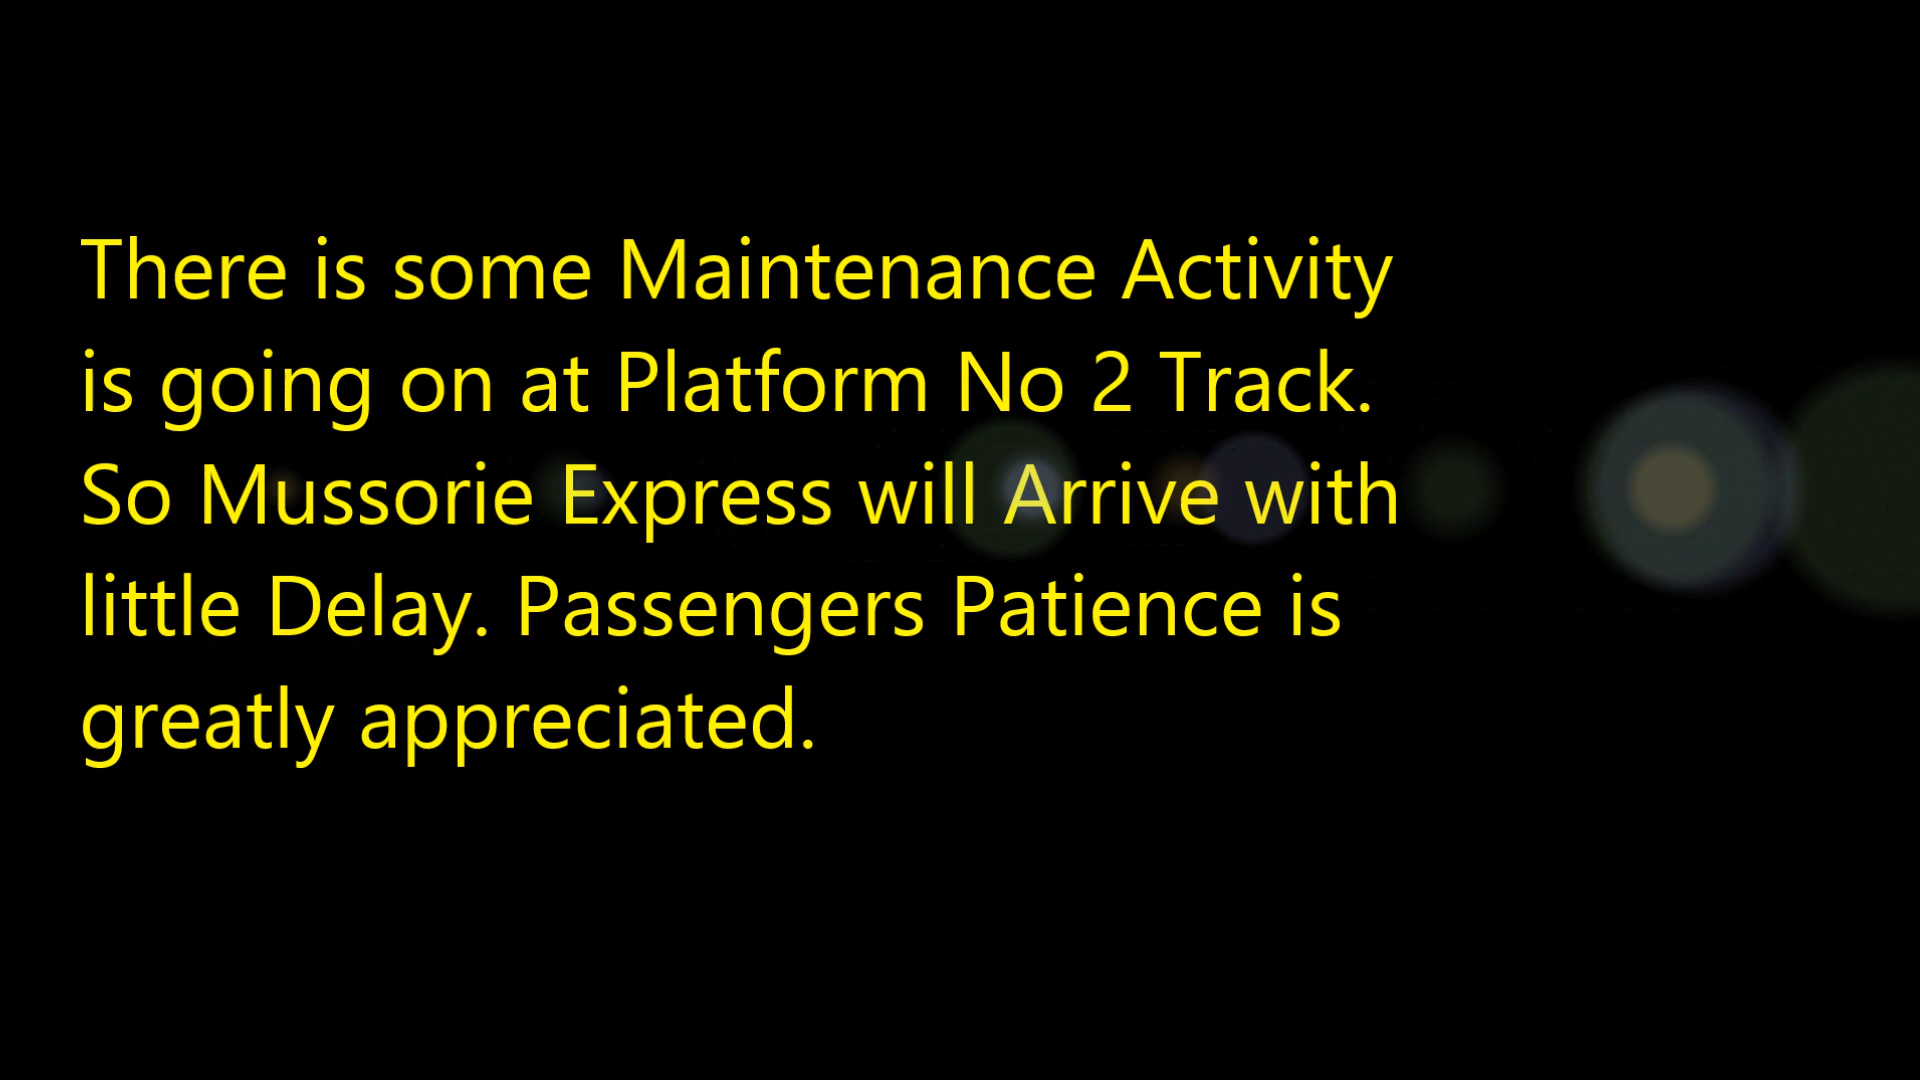 There is some Maintenance Activity
is going on at Platform No 2 Track.
So Mussorie Express will Arrive with
little Delay. Passengers Patience is
greatly appreciated.